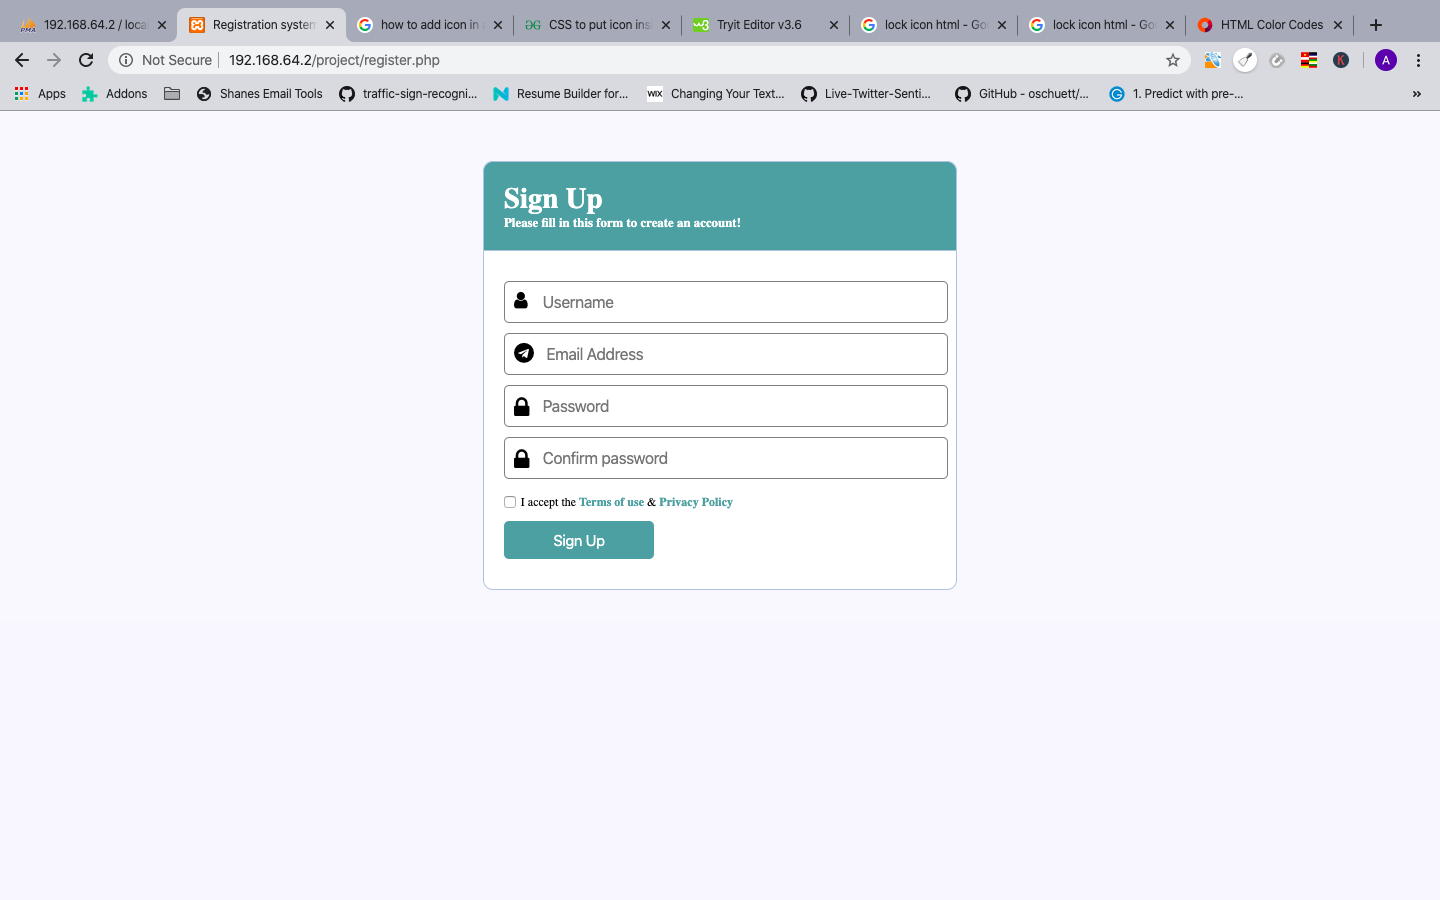 192.168.64.2 / loca
Registration system
how to add icon in
CSS to put icon ins
Tryit Editor v3.6
lock icon html - Go
lock icon html - Go
HTML Color Codes
Not Secure
192.168.64.2/project/register.php
A
Apps
Addons
Shanes Email Tools
traffic-sign-recogni...
Resume Builder for...
WIX
Changing Your Text...
Live-Twitter-Senti...
GitHub - oschuett/...
1. Predict with pre-...
Sign Up
Please fill in this form to create an account!
Username
Email Address
Password
Confirm password
I accept the Terms of use & Privacy Policy
Sign Up